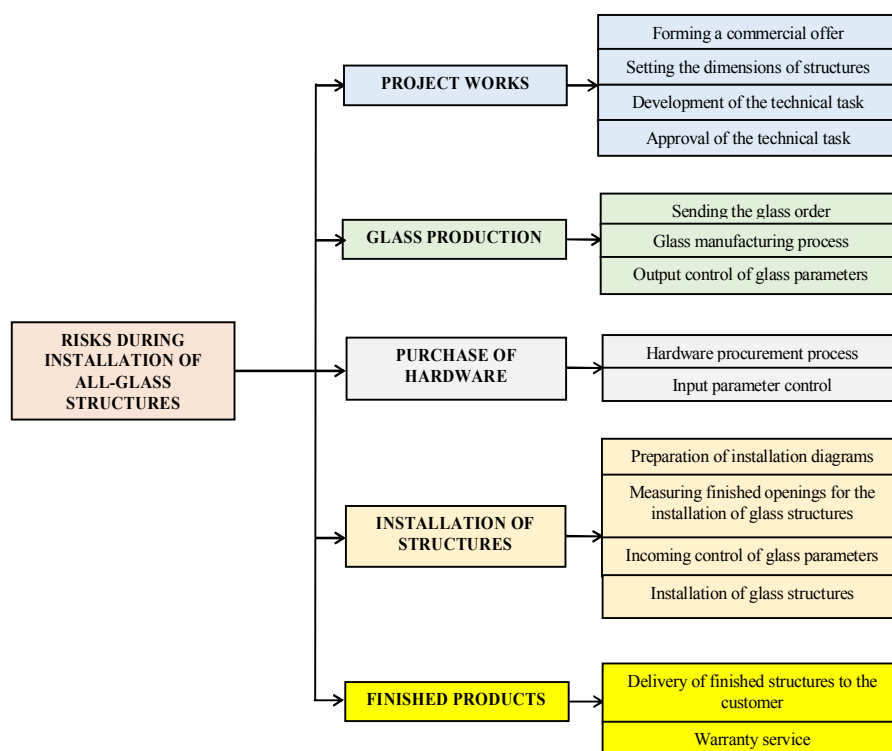 RISKS DURING
INSTALLATION OF
ALL-GLASS
STRUCTURES
PROJECT WORKS
Forming a commercial offer
Setting the dimensions of structures
Development of the technical task
Approval of the technical task
GLASS PRODUCTION
Sending the glass order
Glass manufacturing process
Output control of glass parameters
PURCHASE OF
HARDWARE
Hardware procurement process
Input parameter control
INSTALLATION OF
STRUCTURES
Preparation of installation diagrams
Measuring finished openings for the
installation of glass structures
Incoming control of glass parameters
Installation of glass structures
FINISHED PRODUCTS
Delivery of finished structures to the
customer
Warranty service